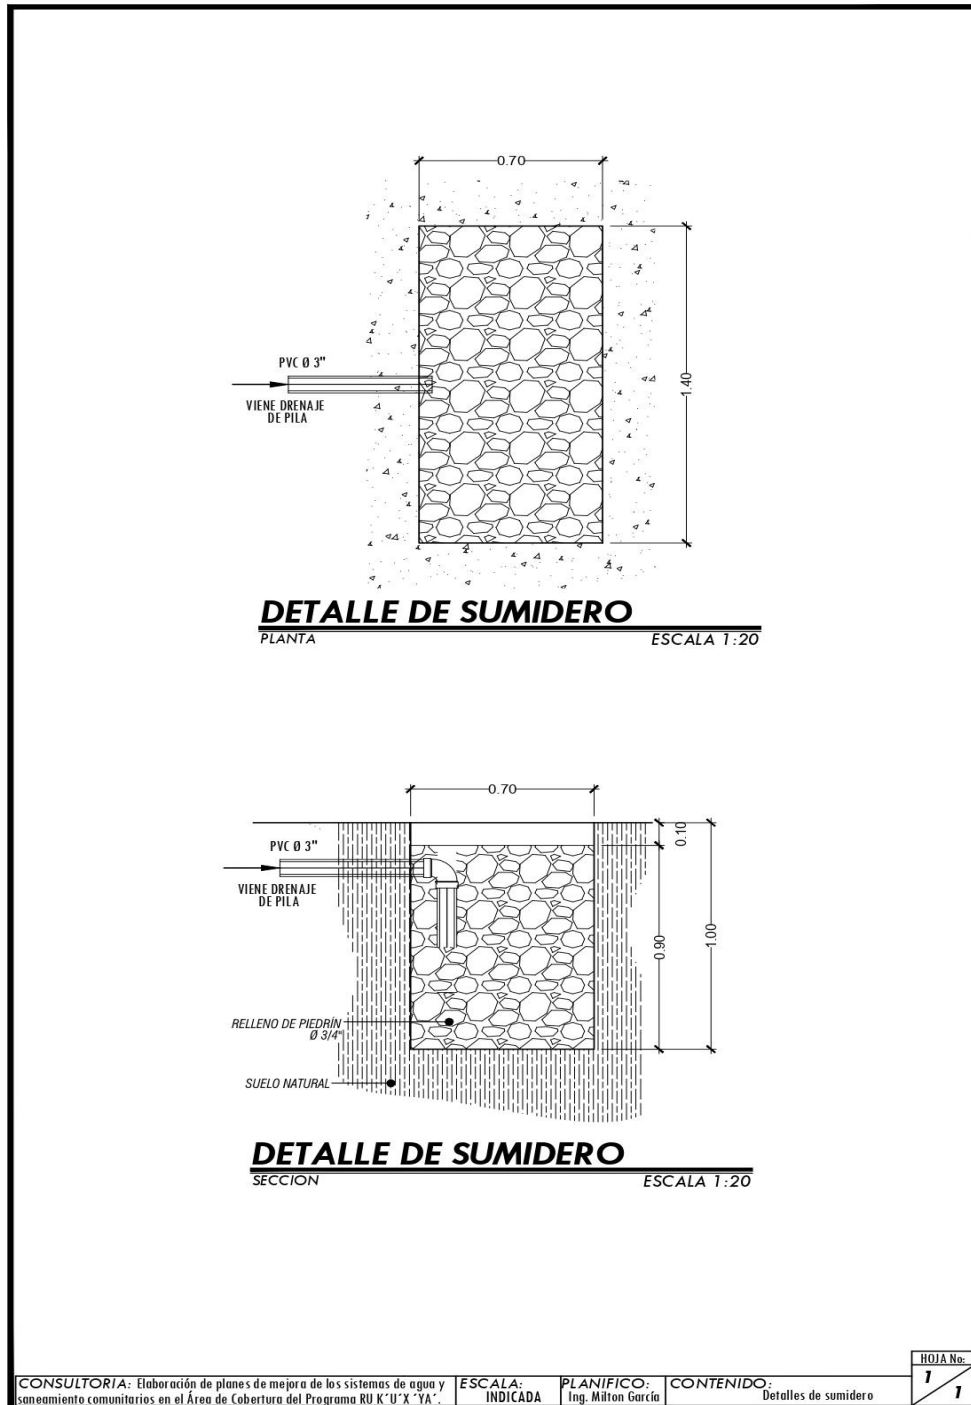 0.70
1.40
PVC Ø 3"
VIENE DRENAJE
DE PILA
DETALLE DE SUMIDERO
PLANTA ESCALA 1:20
0.70
0.10
PVC Ø 3"
VIENE DRENAJE
DE PILA
0.90
1.00
RELLENO DE PIEDRÍN
Ø 3/4"
SUELO NATURAL
DETALLE DE SUMIDERO
SECCION ESCALA 1:20
HOJA No:
1
1
CONSULTORIA: Elaboración de planes de mejora de los sistemas de agua y
saneamiento comunitarios en el Área de Cobertura del Programa RU K´U´X ´YA´.
ESCALA:
INDICADA
PLANIFICO:
Ing. Milton García
CONTENIDO:
Detalles de sumidero